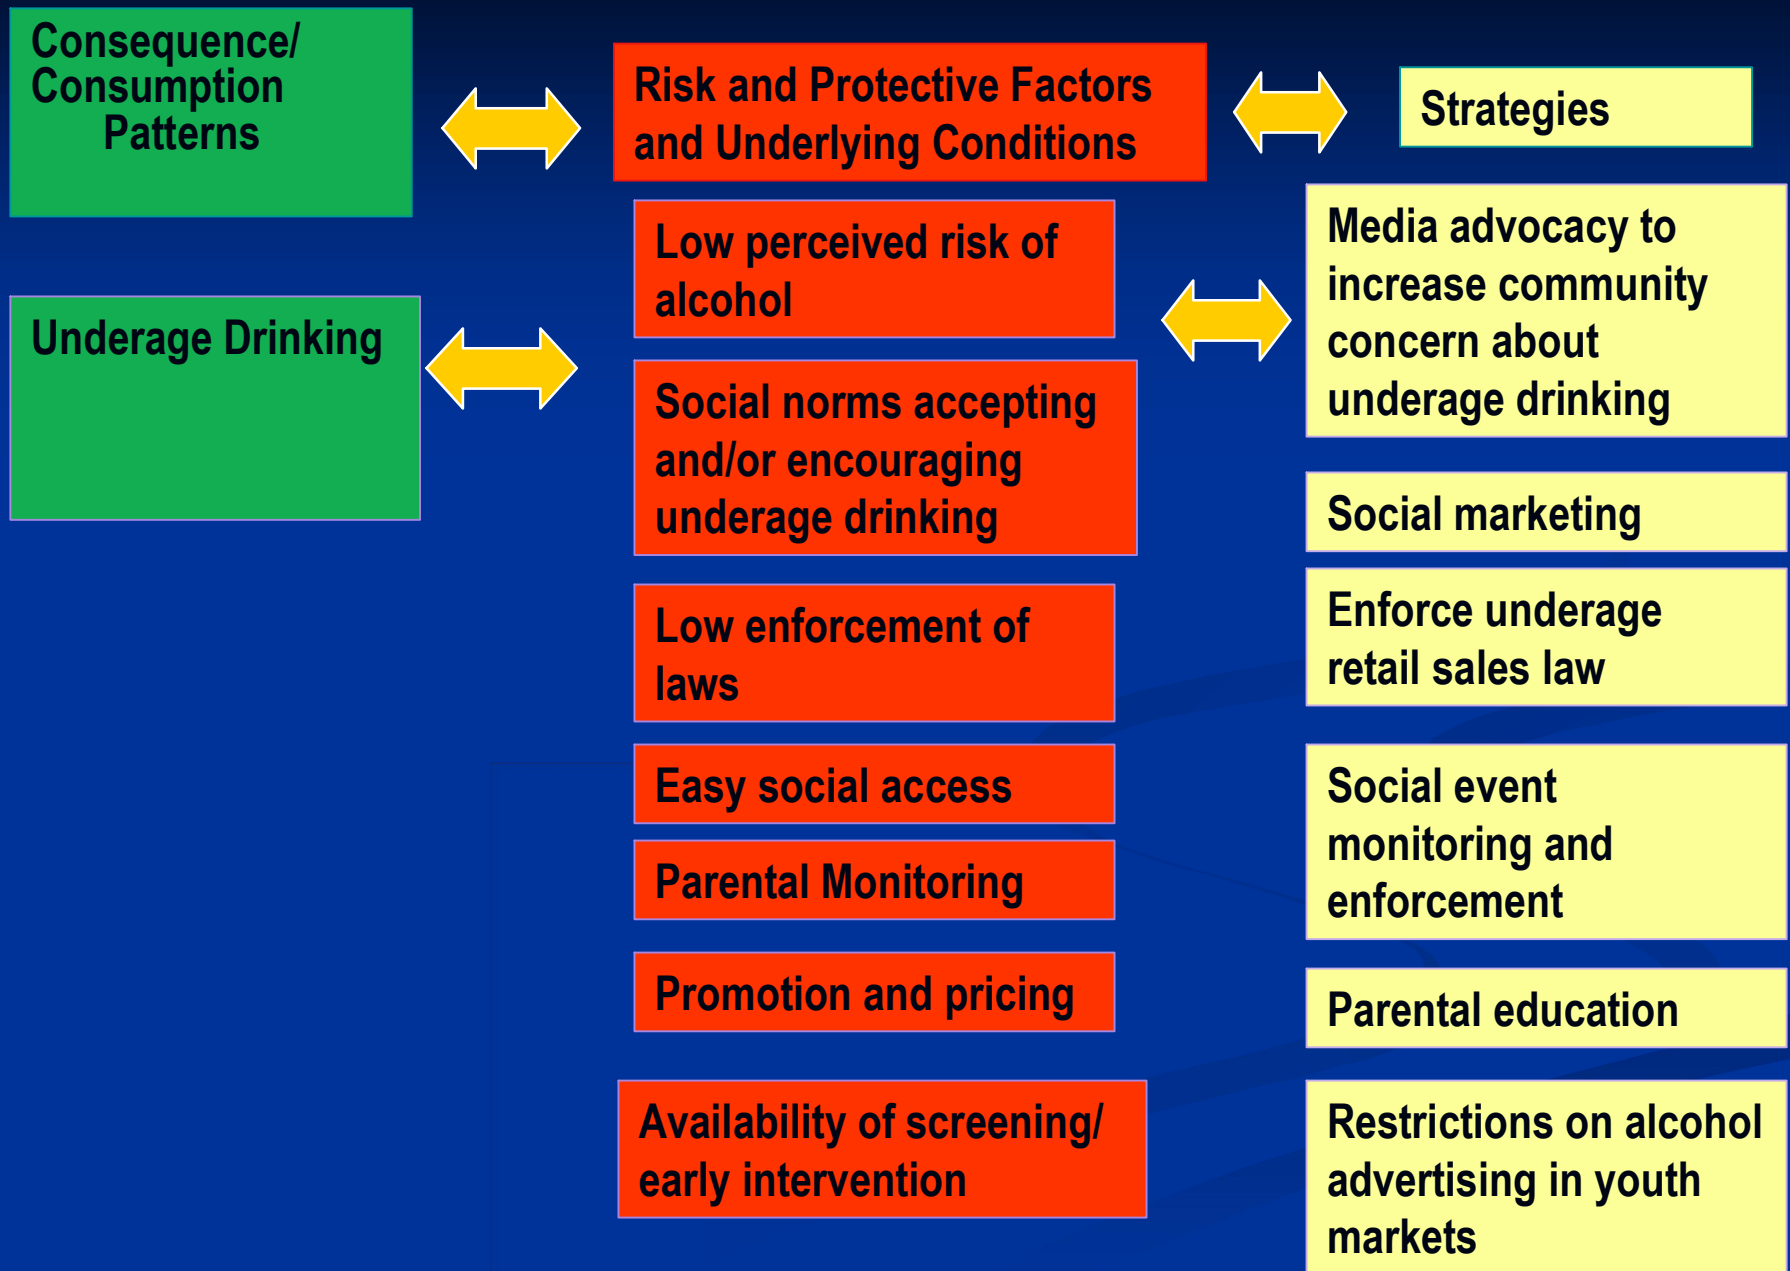 Consequence/
Consumption
Patterns
Risk and Protective Factors
and Underlying Conditions
Strategies
Underage Drinking
Low perceived risk of
alcohol
Social norms accepting
and/or encouraging
underage drinking
Low enforcement of
laws
Easy social access
Parental Monitoring
Promotion and pricing
Availability of screening/
early intervention
Media advocacy to
increase community
concern about
underage drinking
Social marketing
Enforce underage
retail sales law
Social event
monitoring and
enforcement
Parental education
Restrictions on alcohol
advertising in youth
markets